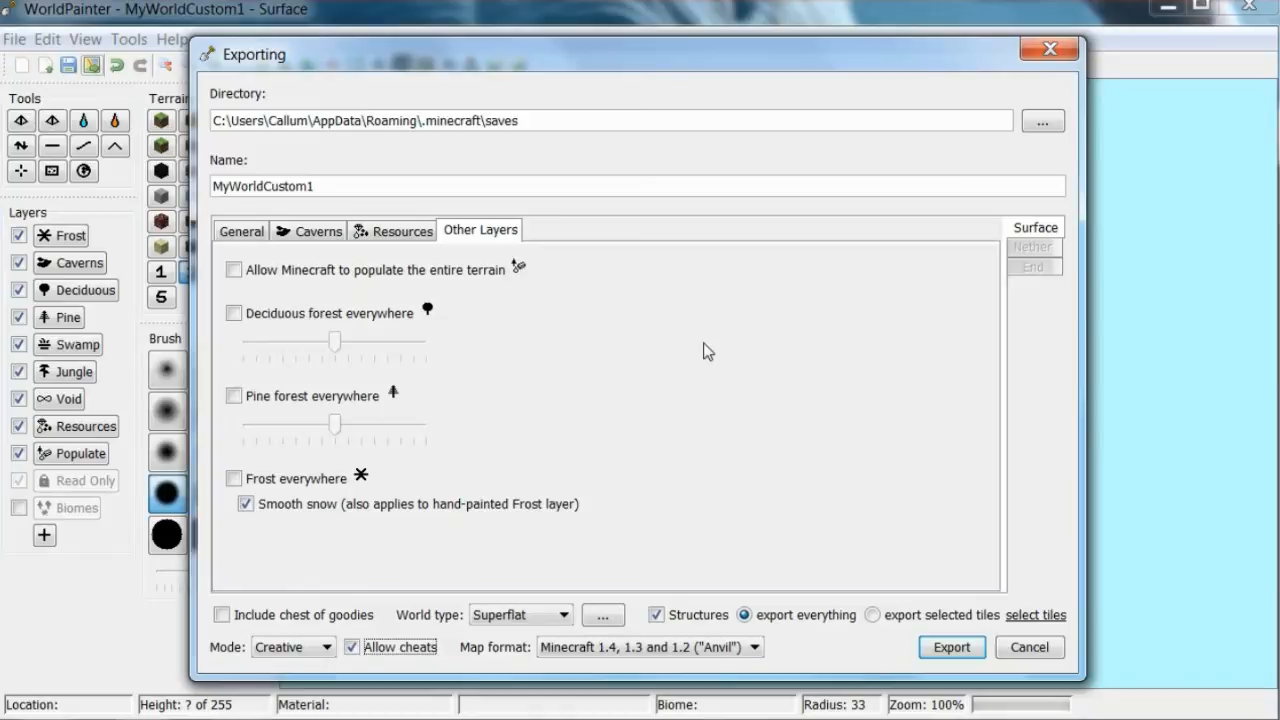 WorldPainter - MyWorldCustom1 - Surface
File Edit View Tools Help
Exporting
Directory:
C:\Users\Callum\AppData\Roaming\.minecraft\saves
...
Name:
MyWorldCustom1
General
Caverns
Resources
Other Layers
Surface
Nether
End
Allow Minecraft to populate the entire terrain
Deciduous forest everywhere
Pine forest everywhere
Frost everywhere
Smooth snow (also applies to hand-painted Frost layer)
Include chest of goodies World type: Superflat ... Structures export everything export selected tiles select tiles
Mode: Creative Allow cheats Map format: Minecraft 1.4, 1.3 and 1.2 ("Anvil") Export Cancel
Tools
Layers
Frost
Caverns
Deciduous
Pine
Swamp
Jungle
Void
Resources
Populate
Read Only
Biomes
+
Terrain
1
5
Brush
Location: Height: ? of 255 Material: Biome: Radius: 33 Zoom: 100%